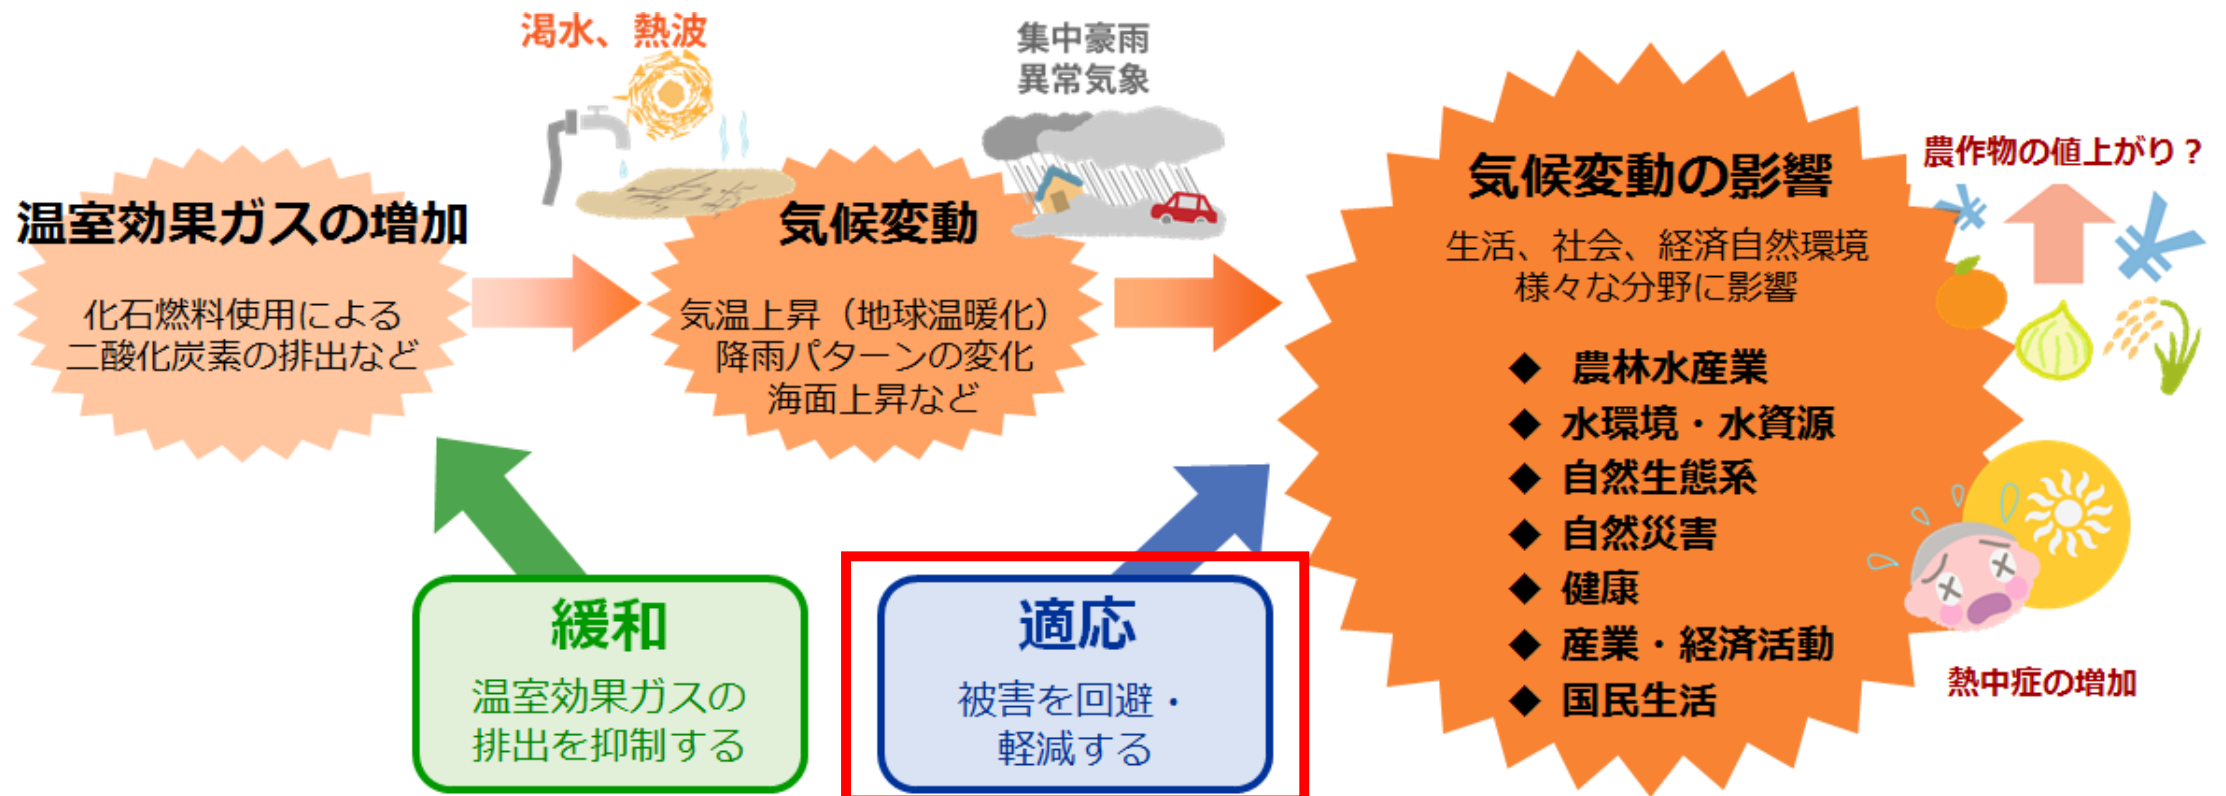 渇水、熱波
集中豪雨
異常気象
温室効果ガスの増加
化石燃料使用による
二酸化炭素の排出など
気候変動
気温上昇（地球温暖化）
降雨パターンの変化
海面上昇など
気候変動の影響
生活、社会、経済自然環境
様々な分野に影響
◆ 農林水産業
◆ 水環境・水資源
◆ 自然生態系
◆ 自然災害
◆ 健康
◆ 産業・経済活動
◆ 国民生活
農作物の値上がり？
¥
¥
熱中症の増加
緩和
温室効果ガスの
排出を抑制する
適応
被害を回避・
軽減する